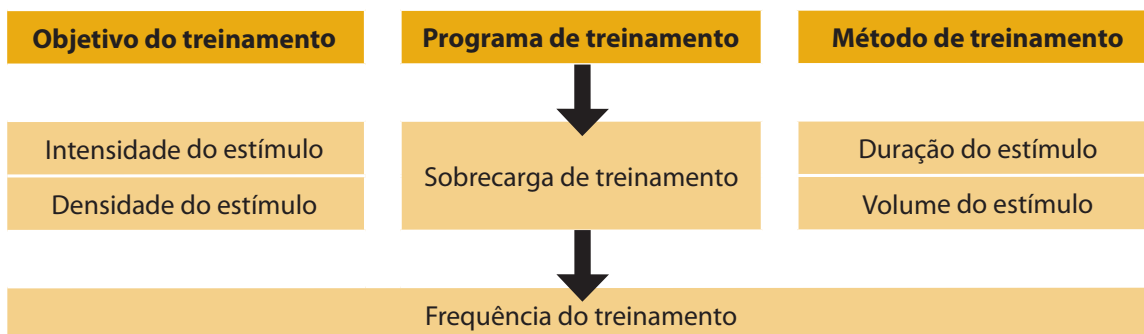 Objetivo do treinamento
Programa de treinamento
Método de treinamento
Intensidade do estímulo
Densidade do estímulo
Sobrecarga de treinamento
Duração do estímulo
Volume do estímulo
Frequência do treinamento